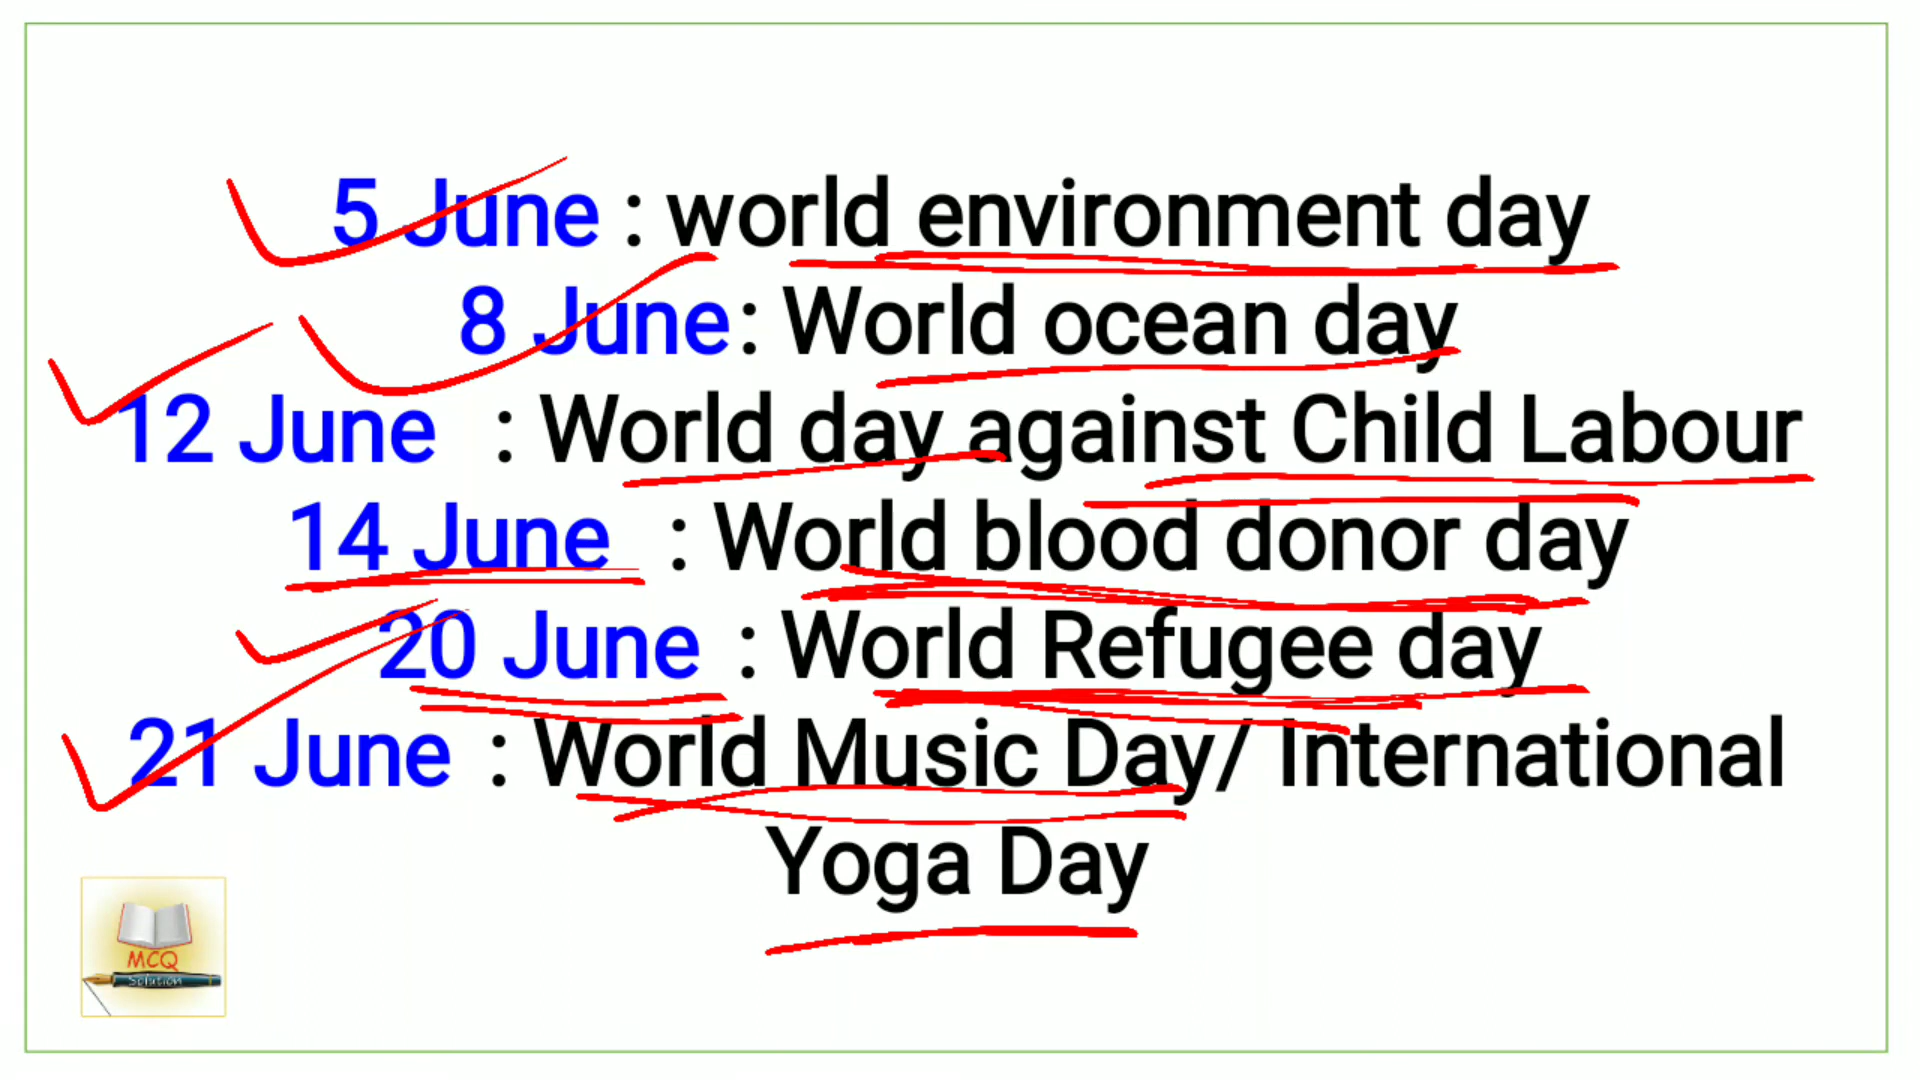 5 June : world environment day
8 June: World ocean day
12 June : World day against Child Labour
14 June : World blood donor day
20 June : World Refugee day
21 June : World Music Day/ International
Yoga Day
MCQ
Solution